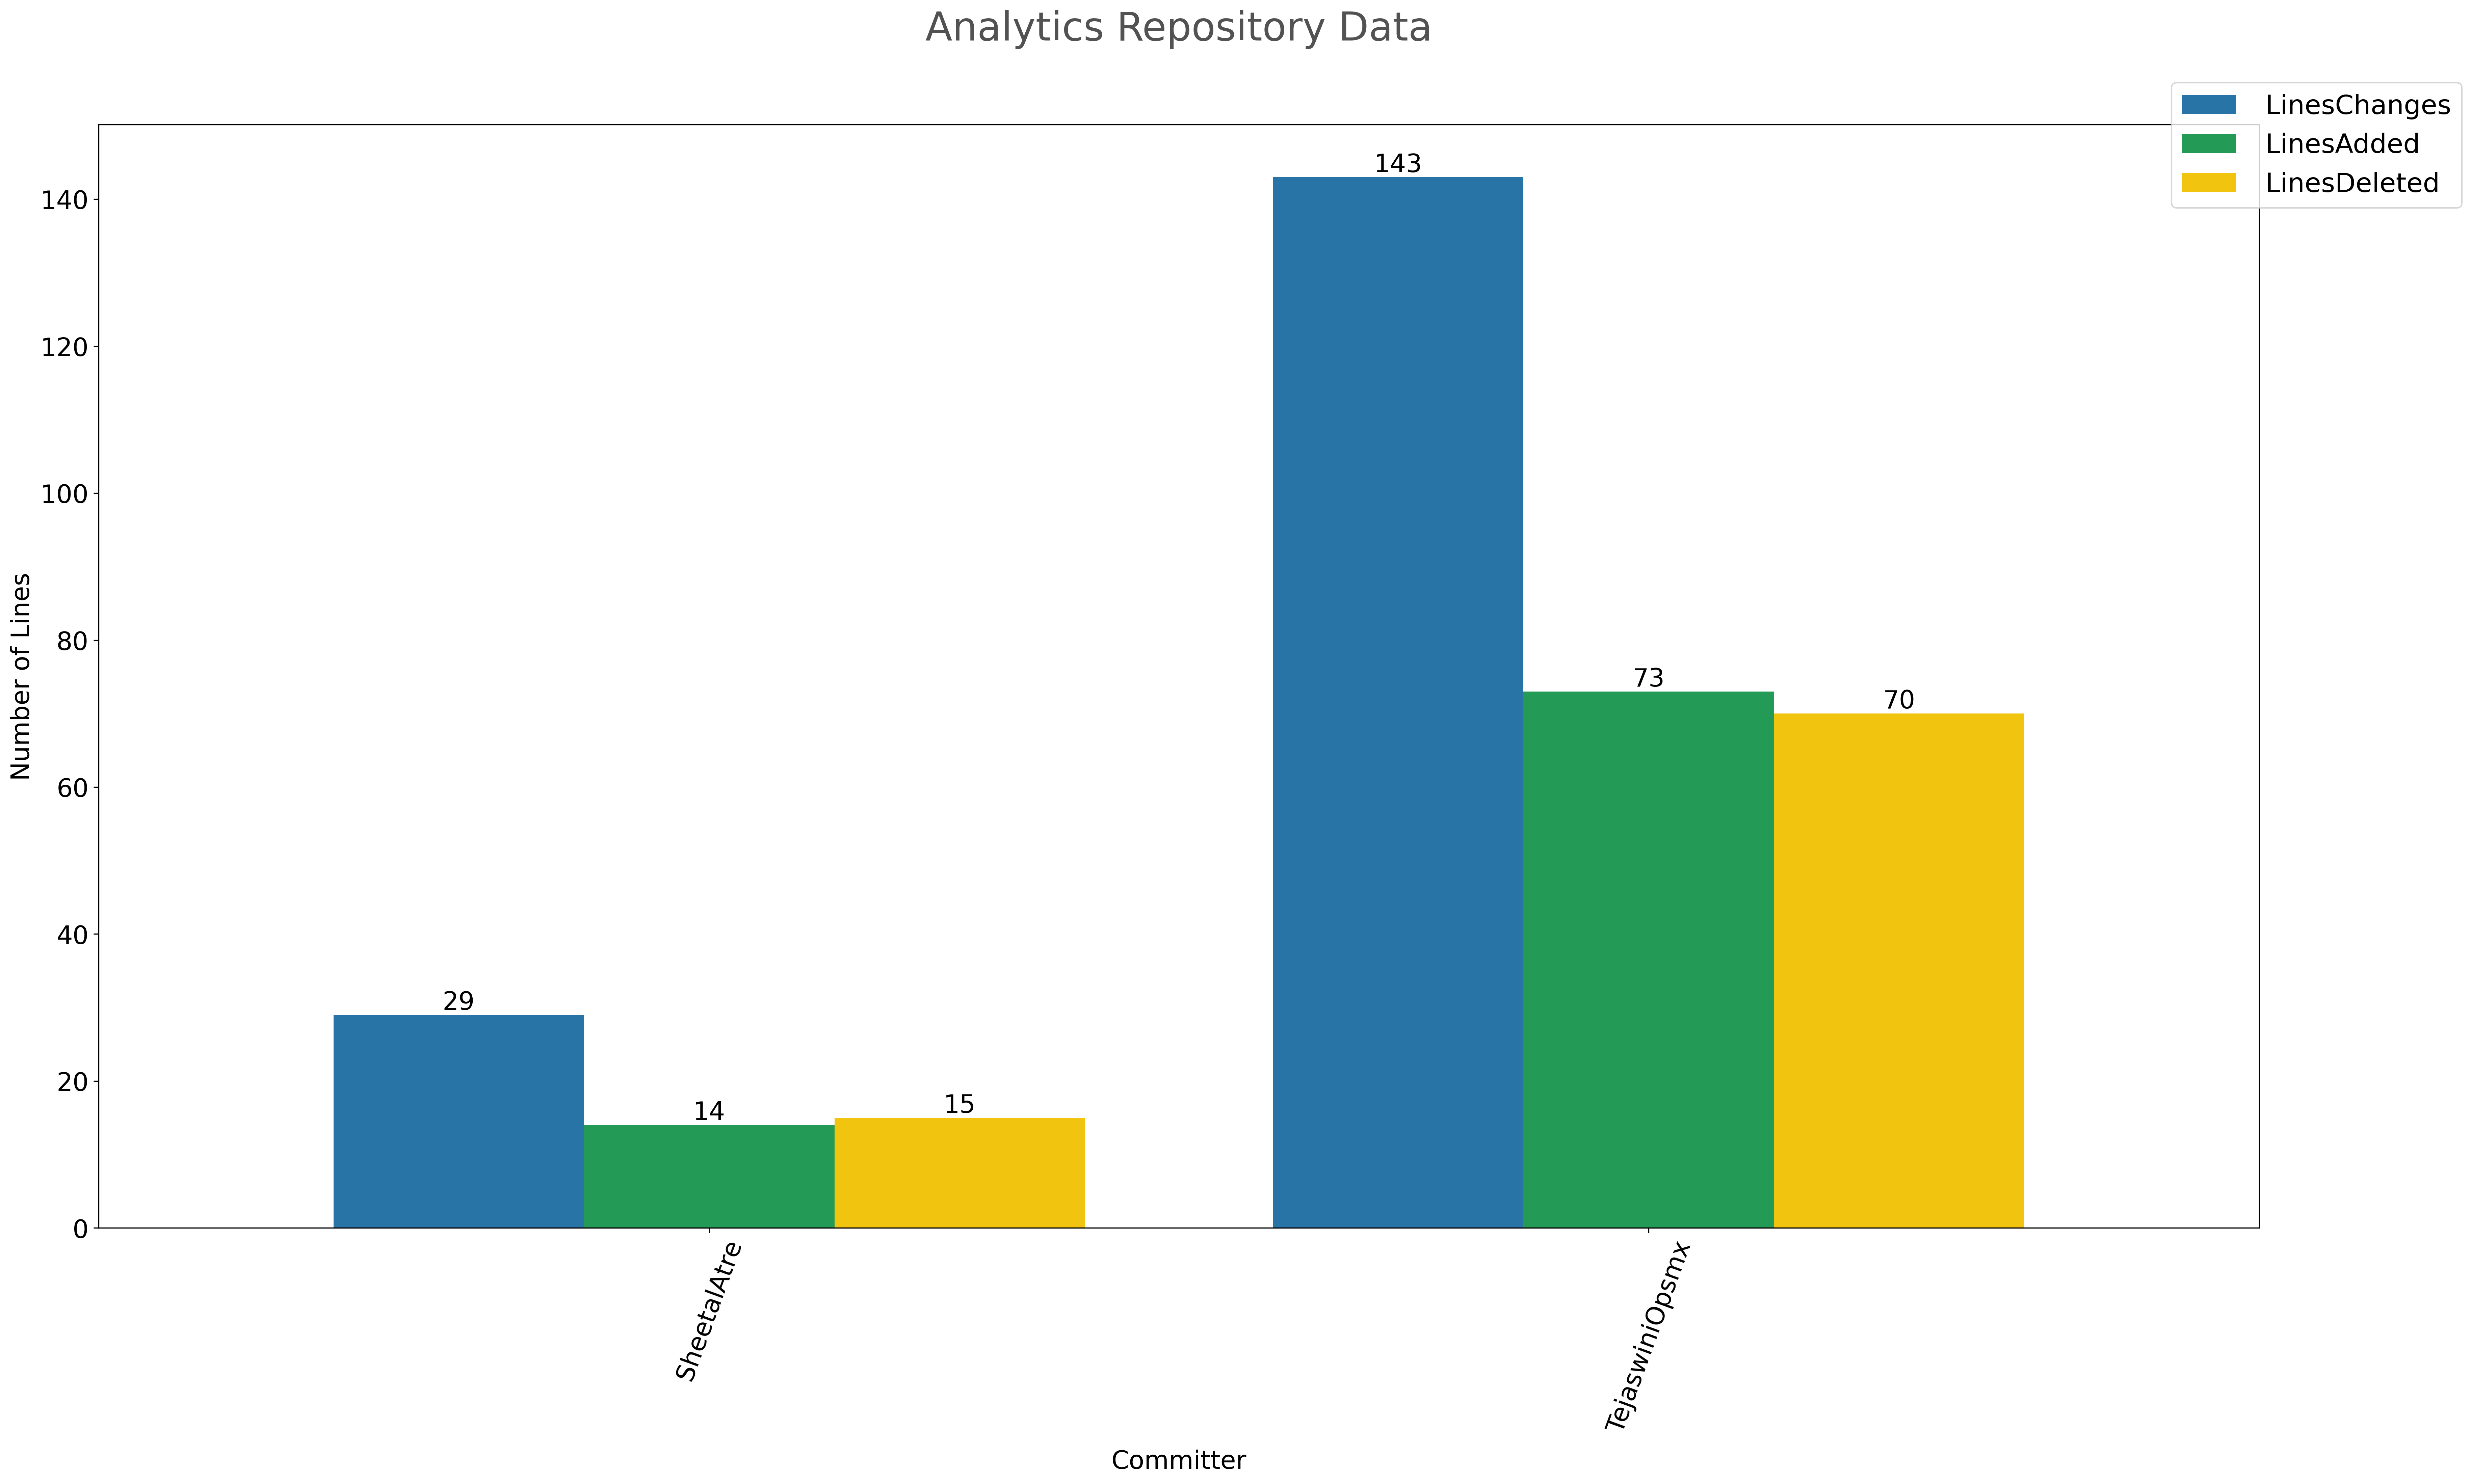 Analytics Repository Data
LinesChanges
LinesAdded
LinesDeleted
Number of Lines
140
120
100
80
60
40
20
0
29
14
15
143
73
70
SheetalAtre
TejaswiniOpsmx
Committer